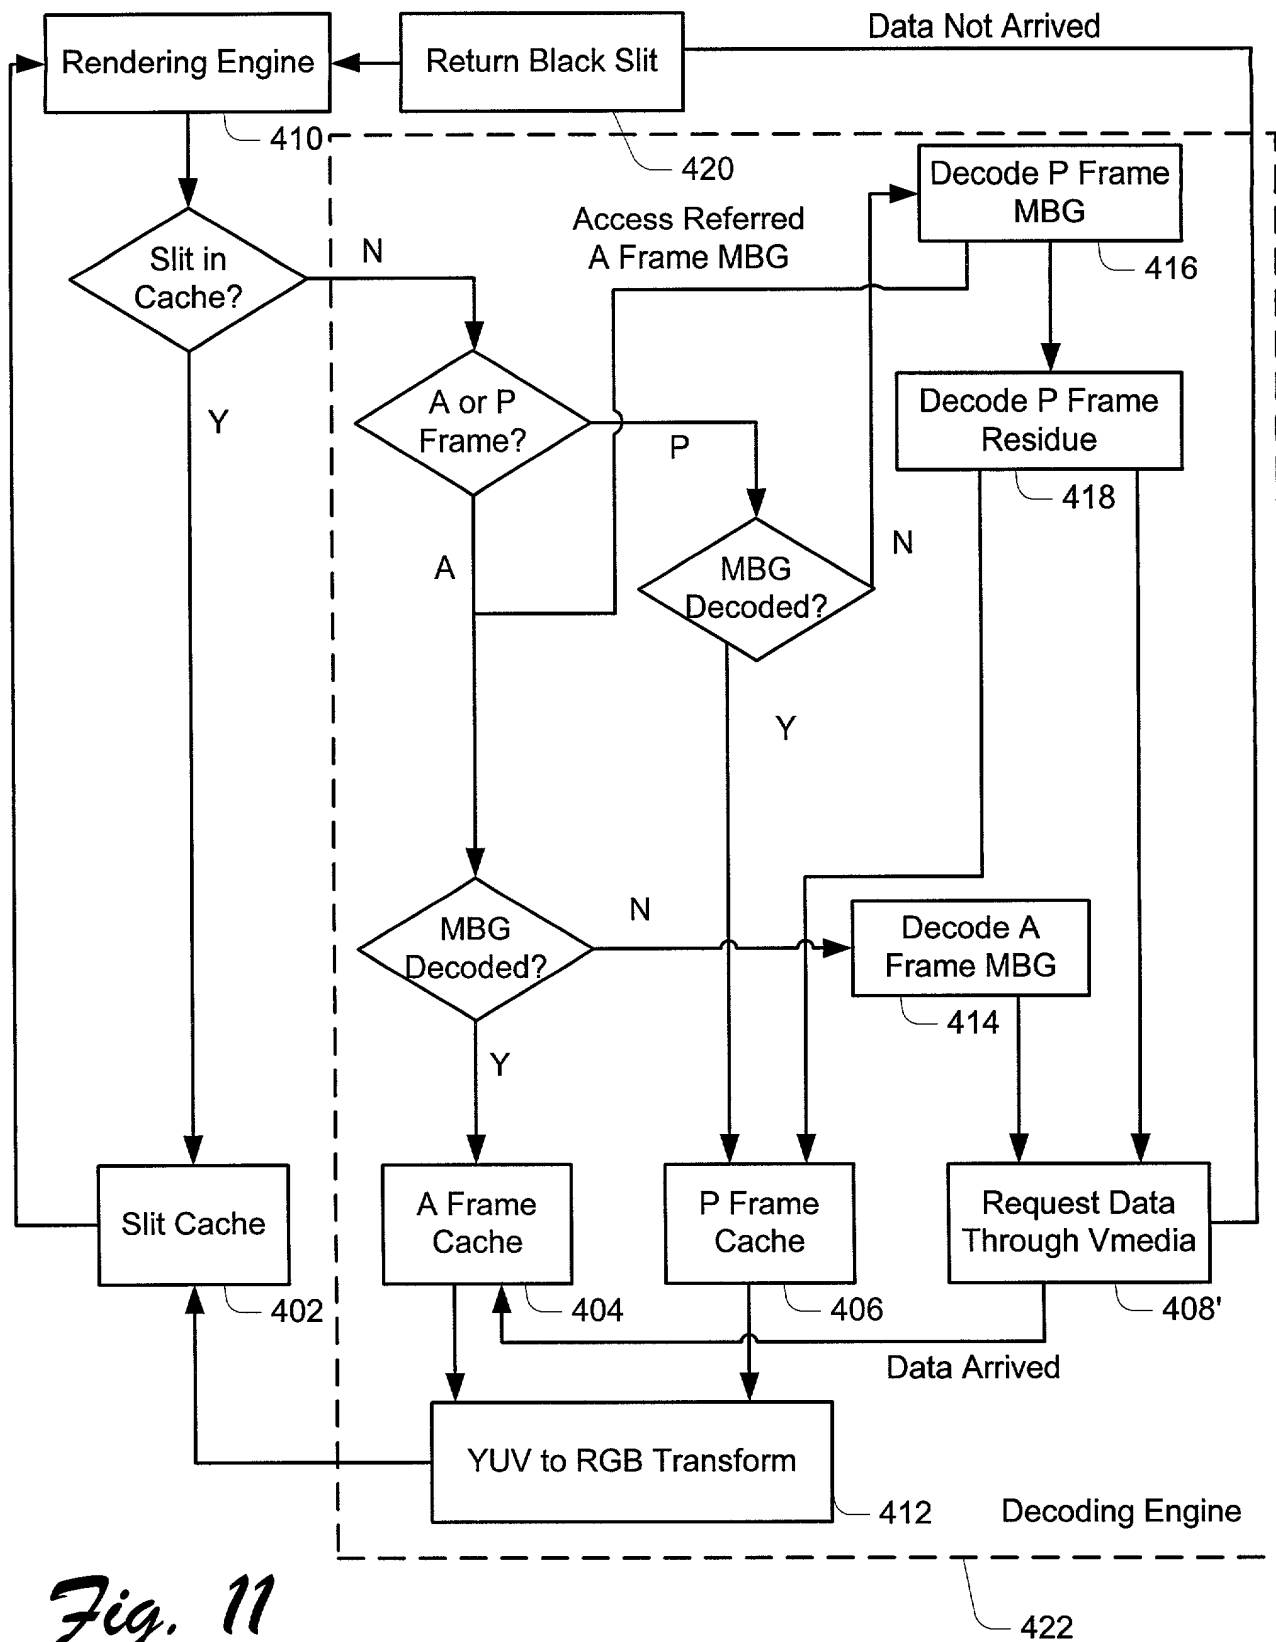 Data Not Arrived
Rendering Engine
Return Black Slit
410
420
Decode P Frame
MBG
416
Access Referred
A Frame MBG
Slit in
Cache?
N
Y
A or P
Frame?
P
A
Decode P Frame
Residue
418
MBG
Decoded?
N
Y
MBG
Decoded?
N
Y
Decode A
Frame MBG
414
Slit Cache
402
A Frame
Cache
404
P Frame
Cache
406
Request Data
Through Vmedia
408'
Data Arrived
YUV to RGB Transform
412
Decoding Engine
422
Fig. 11